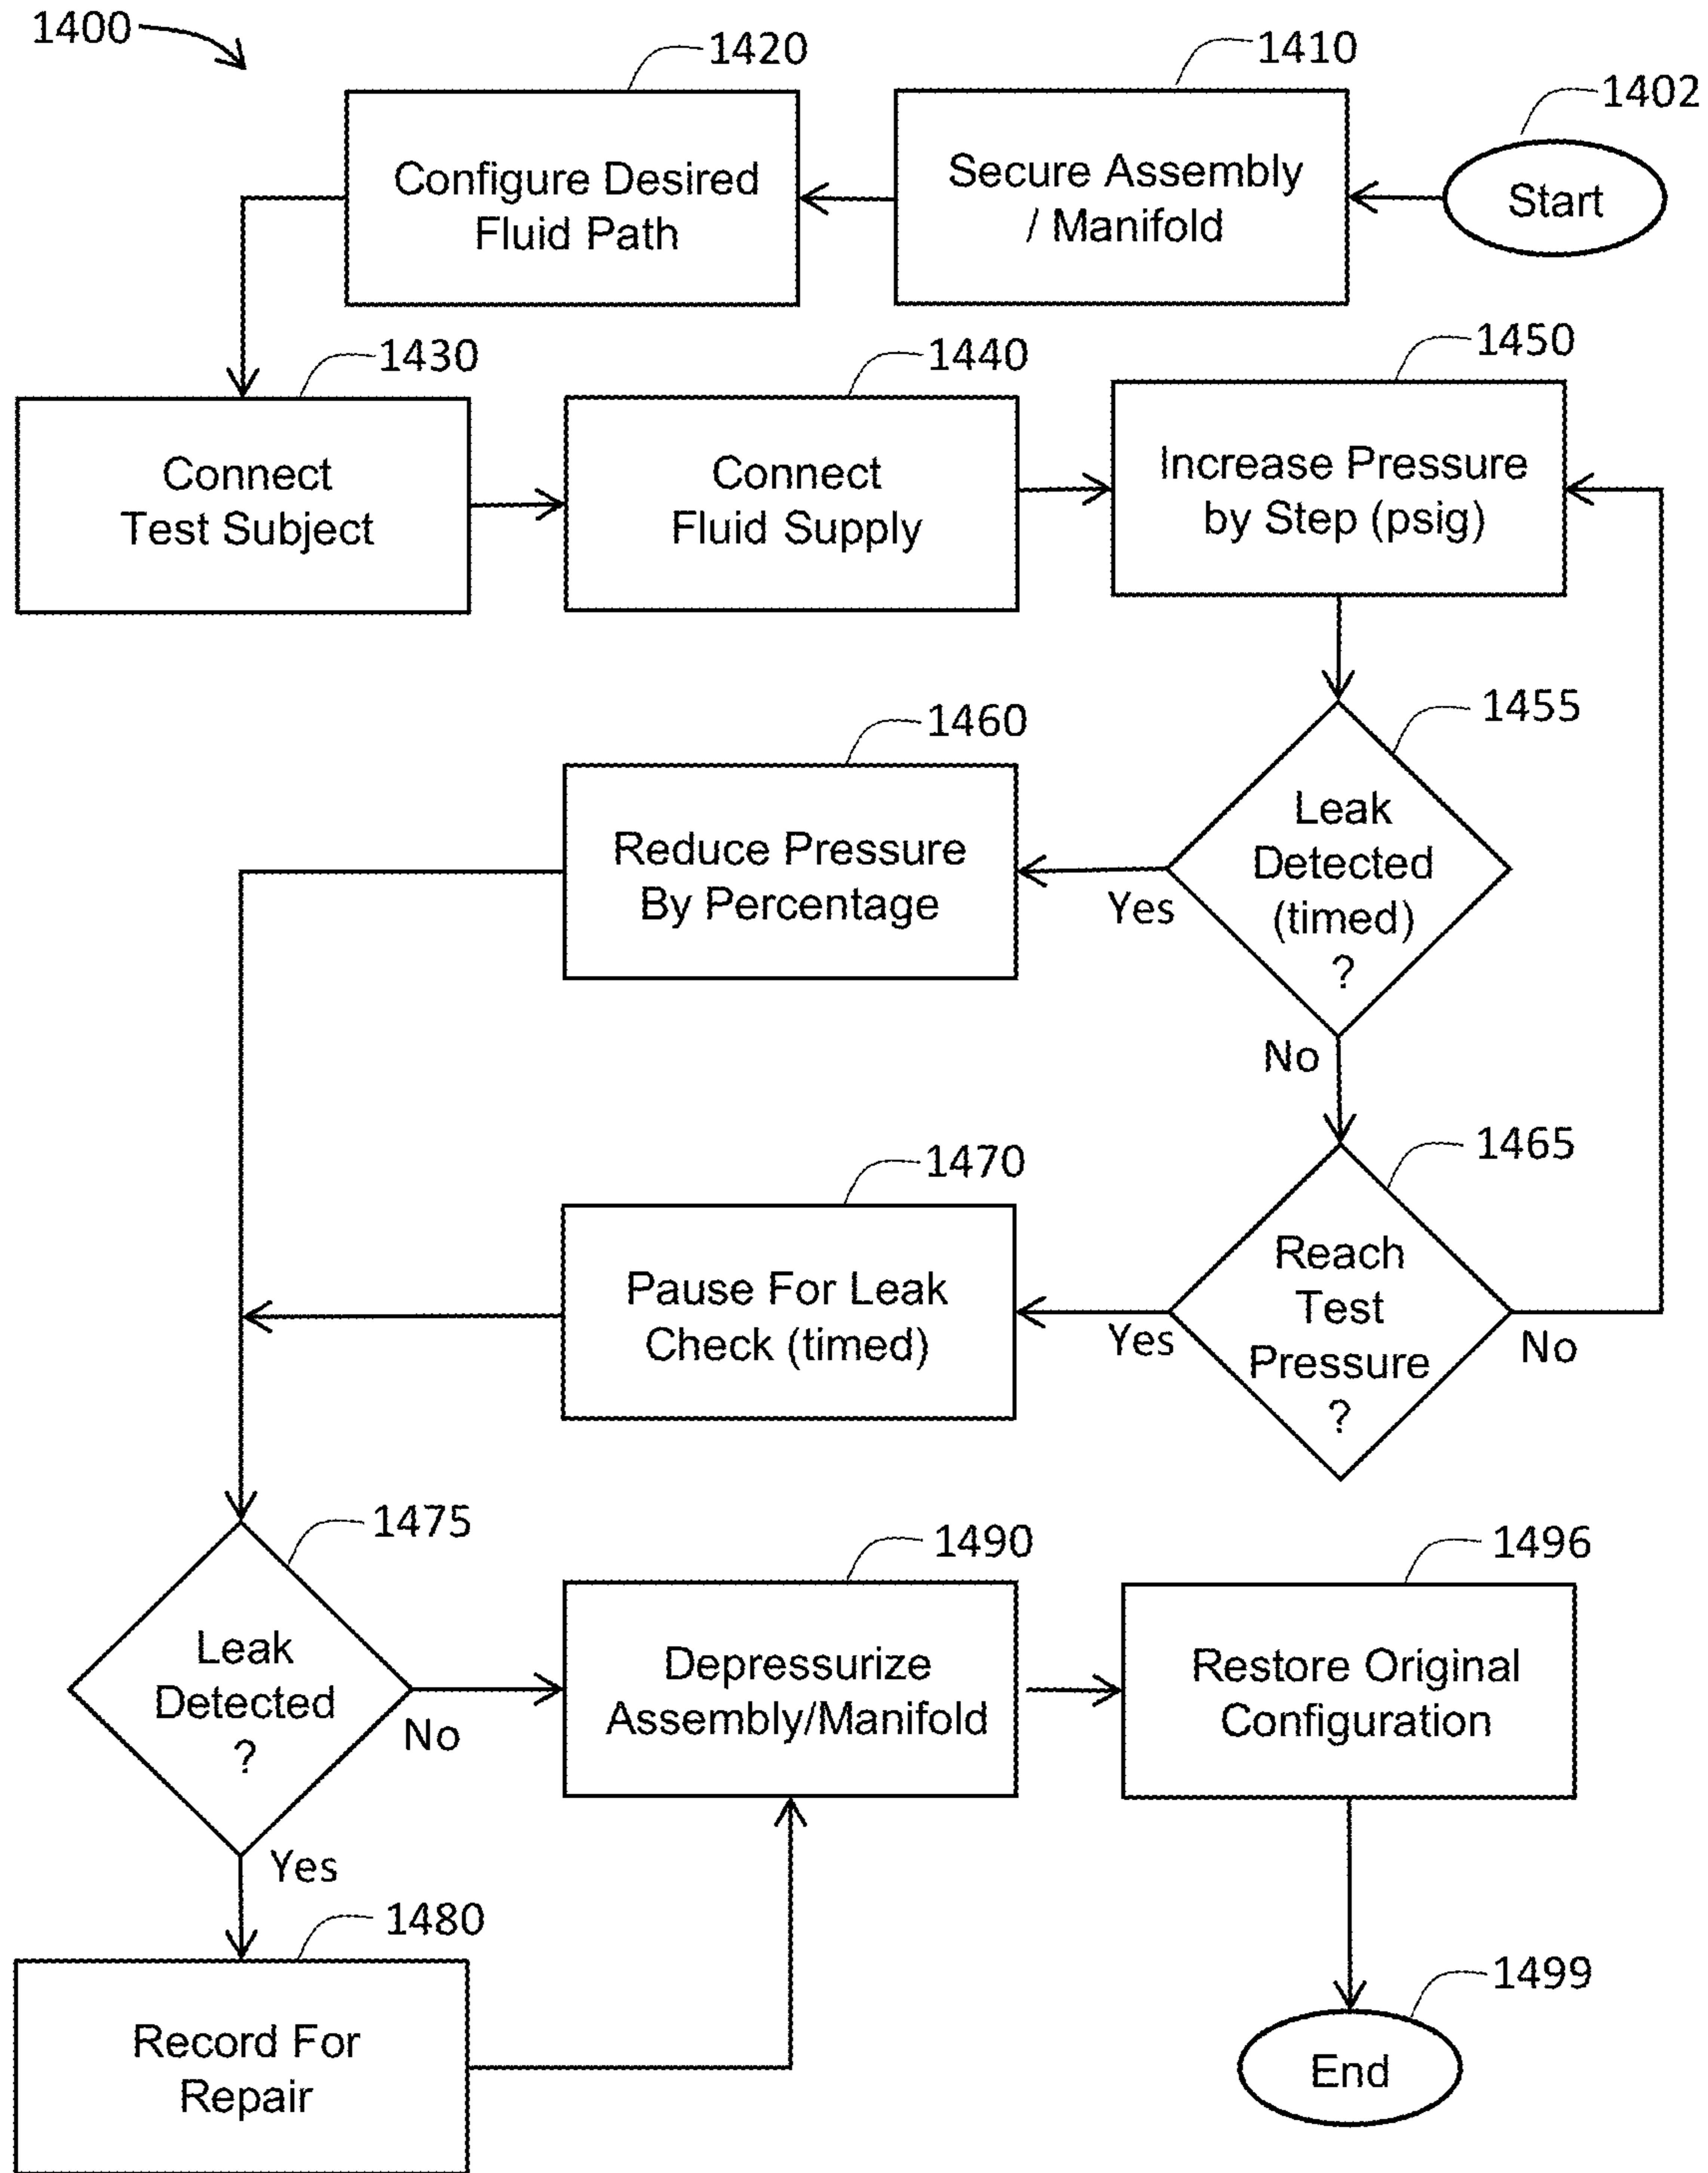 1400
1420
1410
1402
Configure Desired
Fluid Path
Secure Assembly
/ Manifold
Start
1430
1440
1450
Connect
Test Subject
Connect
Fluid Supply
Increase Pressure
by Step (psig)
1455
1460
Leak
Detected
(timed)
?
Reduce Pressure
By Percentage
Yes
No
1465
1470
Reach
Test
Pressure
?
Pause For Leak
Check (timed)
Yes
No
1475
1490
1496
Leak
Detected
?
Depressurize
Assembly/Manifold
Restore Original
Configuration
No
Yes
1480
1499
Record For
Repair
End